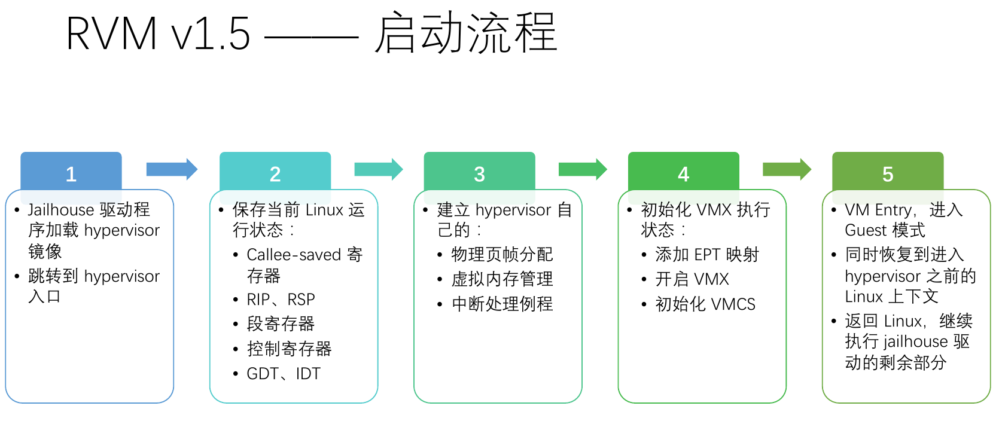 RVM v1.5 —— 启动流程
1
• Jailhouse 驱动程
序加载 hypervisor
镜像
• 跳转到 hypervisor
入口
2
• 保存当前 Linux 运
行状态：
• Callee-saved 寄
存器
• RIP、RSP
• 段寄存器
• 控制寄存器
• GDT、IDT
3
• 建立 hypervisor 自
己的：
• 物理页帧分配
• 虚拟内存管理
• 中断处理例程
4
• 初始化 VMX 执行
状态：
• 添加 EPT 映射
• 开启 VMX
• 初始化 VMCS
5
• VM Entry，进入
Guest 模式
• 同时恢复到进入
hypervisor 之前的
Linux 上下文
• 返回 Linux，继续
执行 jailhouse 驱
动的剩余部分